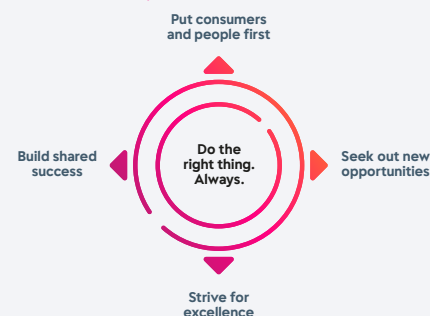 Put consumers
and people first
Do the
right thing.
Always.
Build shared
success
Seek out new
opportunities
Strive for
excellence